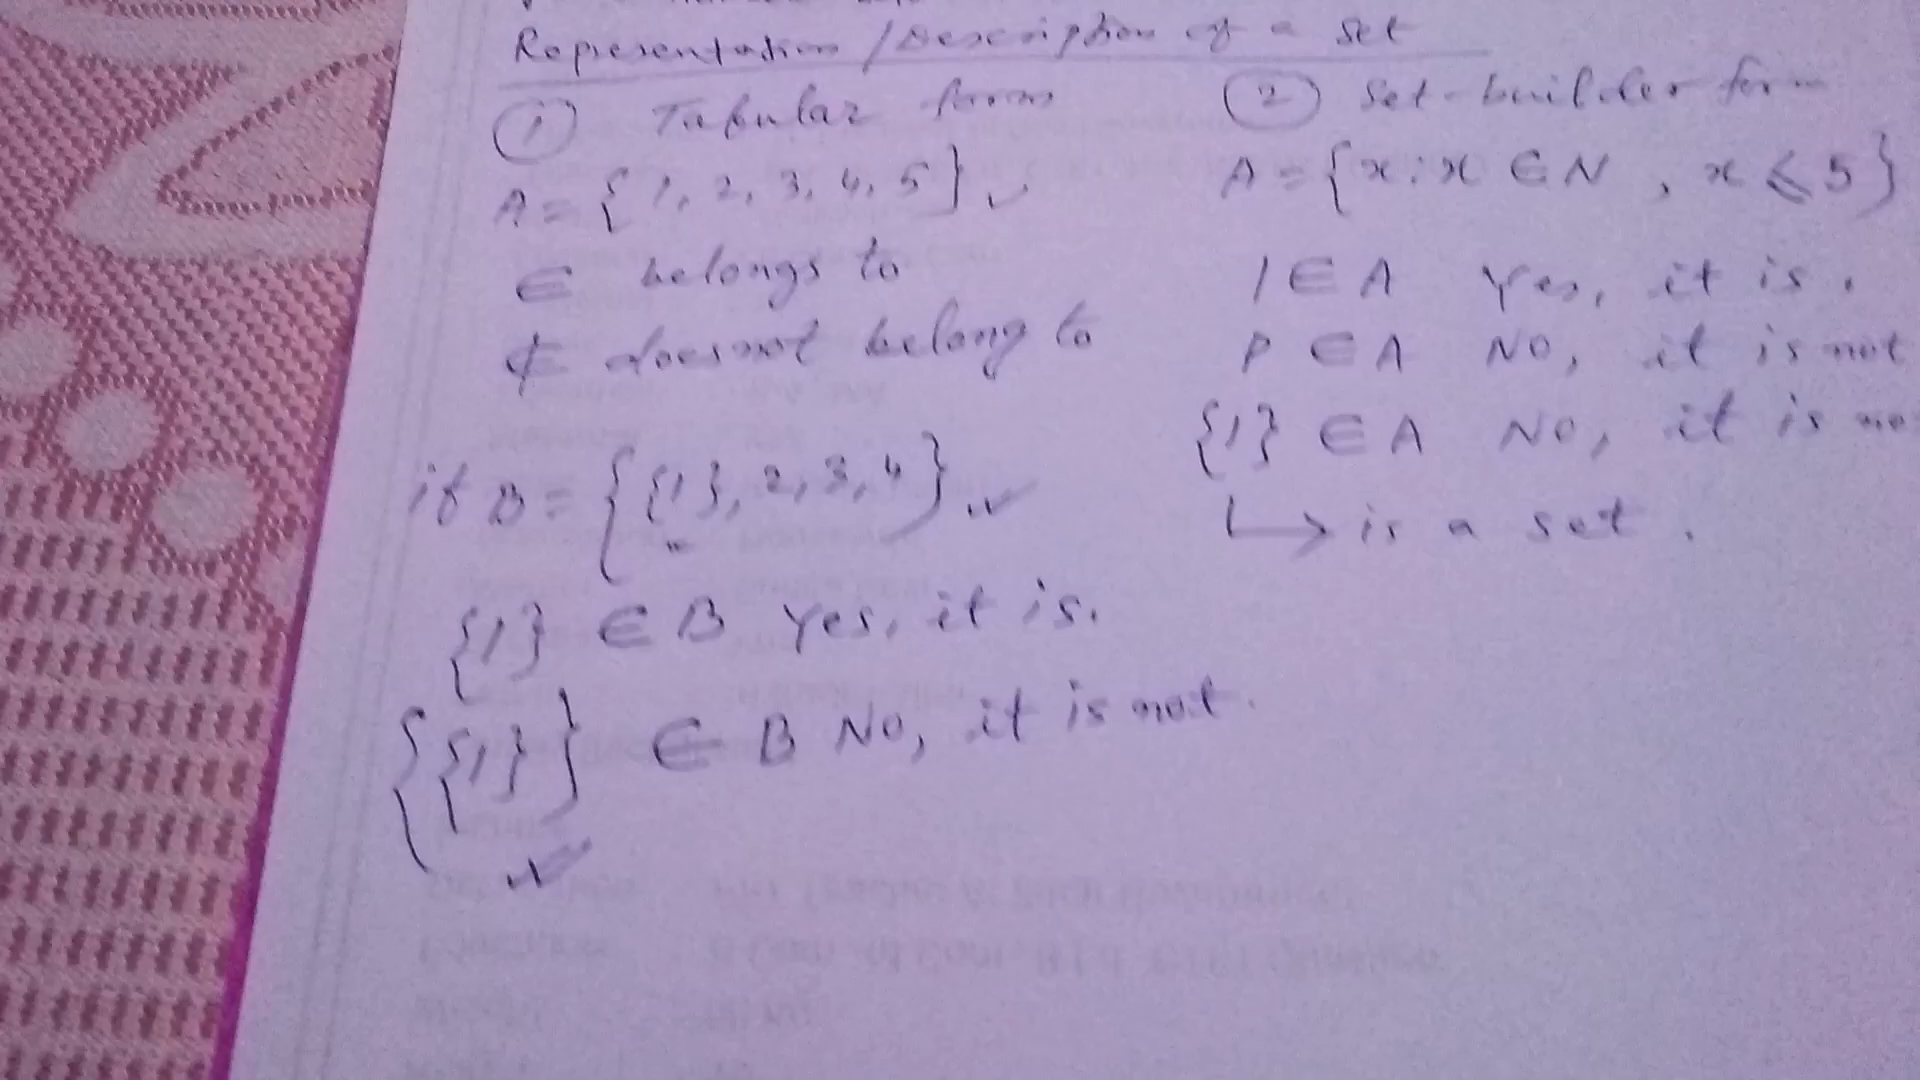 Representation / Description of a set
① Tabular form
A = {1, 2, 3, 4, 5}
∈ belongs to
∉ does not belong to
if B = {{1}, 2, 3, 4}
{1} ∈ B Yes, it is.
{{1}} ∈ B NO, it is not.
② Set-builder form
A = {x : x ∈ N , x ⩽ 5}
1 ∈ A Yes, it is.
P ∈ A NO, it is not
{1} ∈ A NO, it is no
↳ is a set .